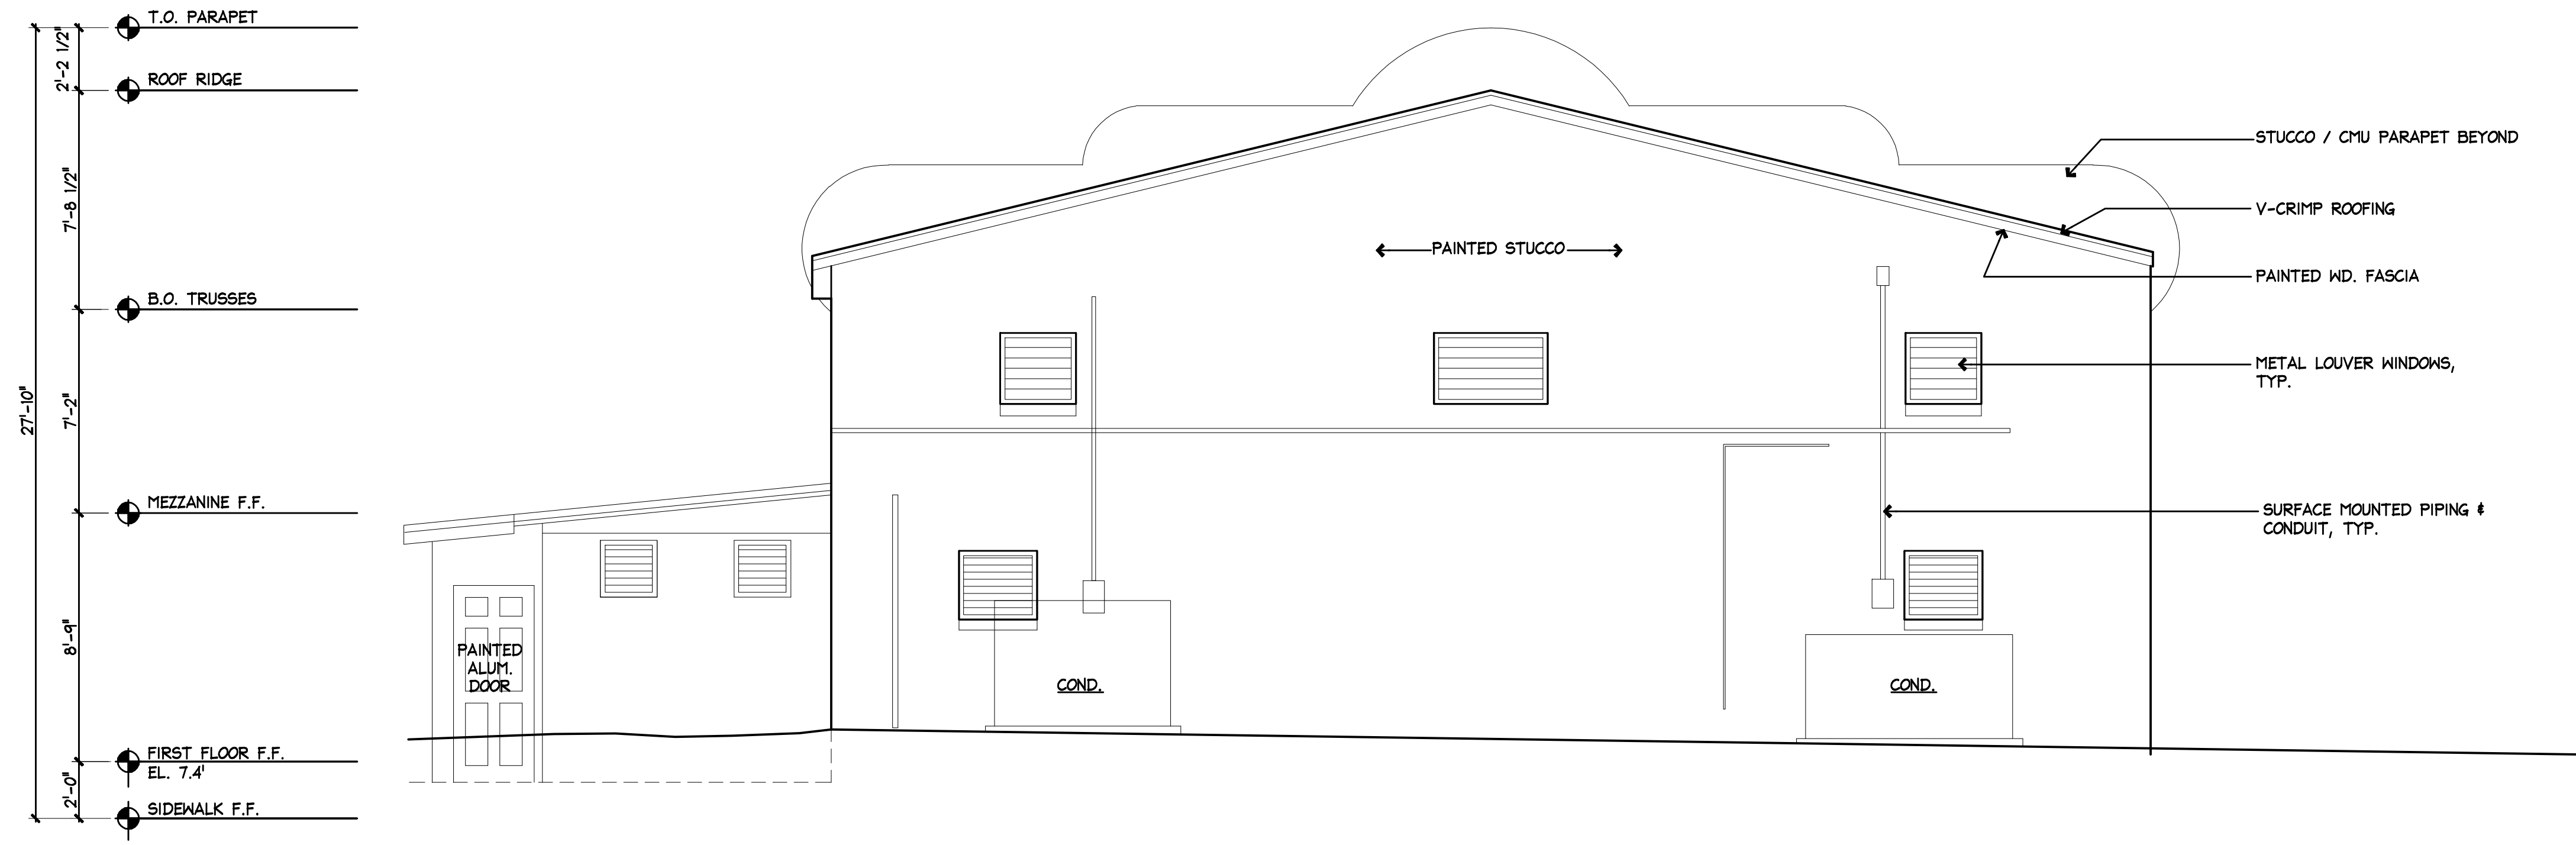 T.O. PARAPET
2'-2 1/2"
ROOF RIDGE
7'-8 1/2"
B.O. TRUSSES
27'-10"
7'-2"
MEZZANINE F.F.
8'-9"
FIRST FLOOR F.F.
EL. 7.4'
2'-0"
SIDEWALK F.F.
PAINTED
ALUM.
DOOR
PAINTED STUCCO
COND.
COND.
STUCCO / CMU PARAPET BEYOND
V-CRIMP ROOFING
PAINTED WD. FASCIA
METAL LOUVER WINDOWS,
TYP.
SURFACE MOUNTED PIPING &
CONDUIT, TYP.